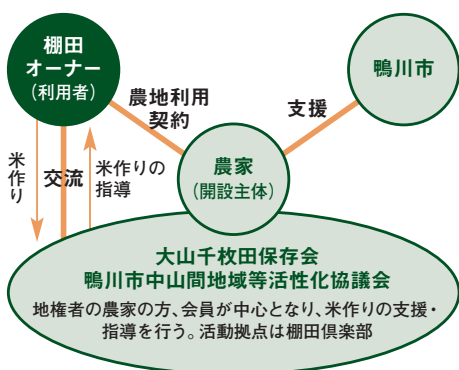 棚田
オーナー
（利用者）
鴨川市
農地利用
契約
支援
米作り
交流
米作りの
指導
農家
（開設主体）
大山千枚田保存会
鴨川市中山間地域等活性化協議会
地権者の農家の方、会員が中心となり、米作りの支援・
指導を行う。活動拠点は棚田倶楽部